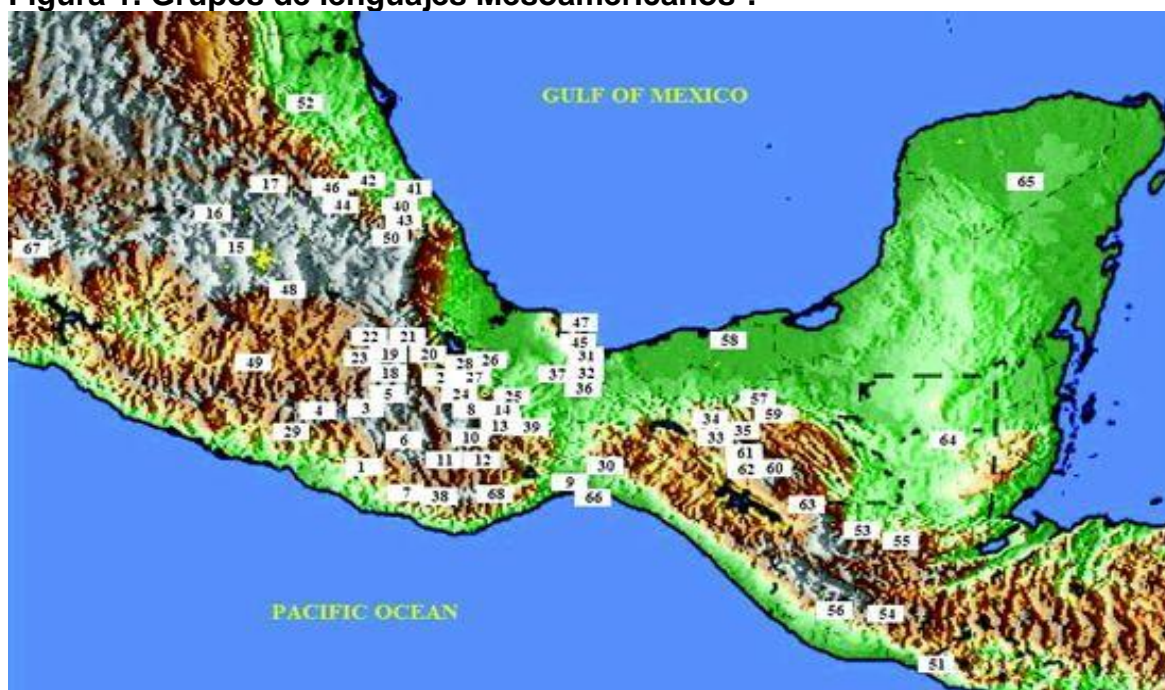 Figura 1. Grupos de lenguajes Mesoamericanos .
GULF OF MEXICO
52
17 46 42 41
65
16 44 40
43
67 15 50
48
47
22 21 45 58
23 19 20 28 26 31
49 18 2 27 37 32
5 24 25 36 57
4 3 8 14 34 59
29 6 10 13 39 33 35 64
1 11 12 30 61
62 60
7 38 68 9 66 63
53 55
PACIFIC OCEAN
56 54
51